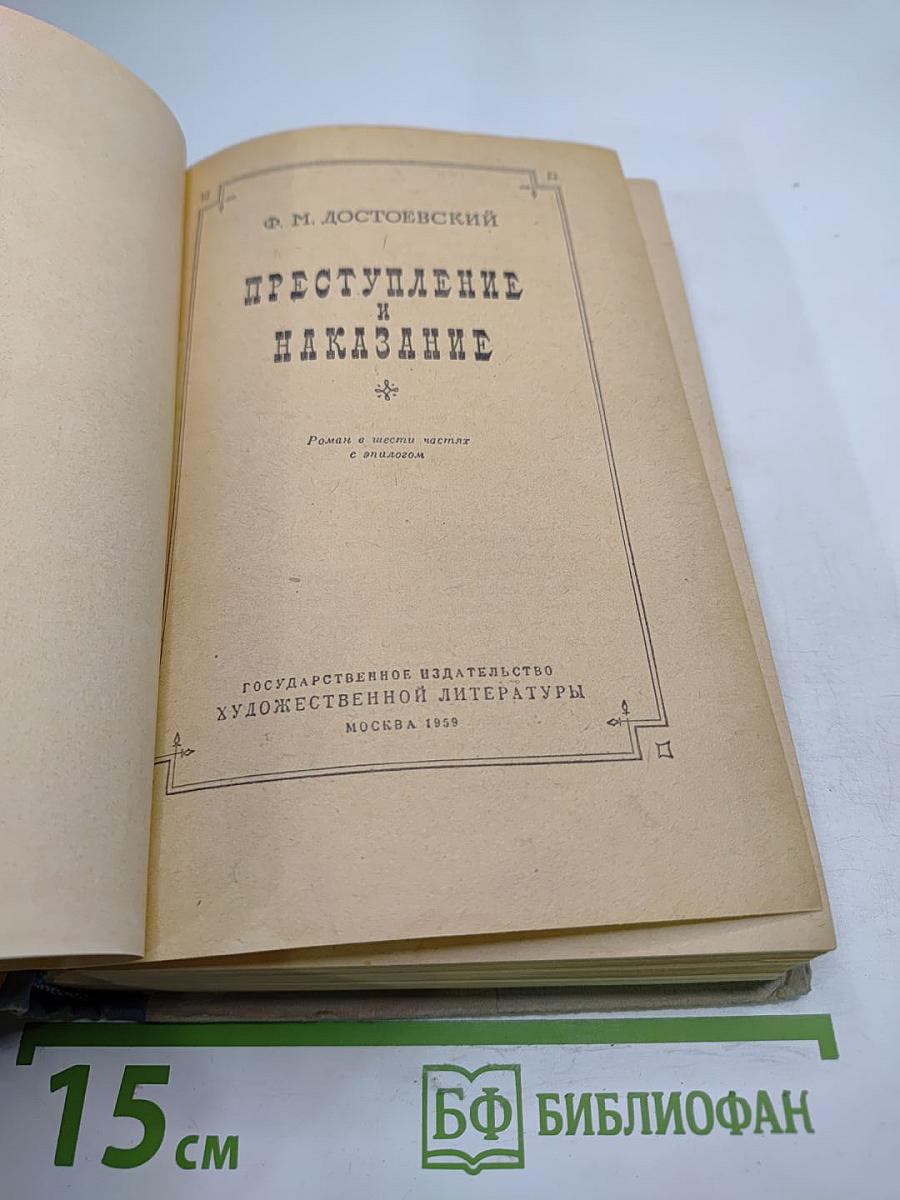 Ф. М. ДОСТОЕВСКИЙ
ПРЕСТУПЛЕНИЕ
И
НАКАЗАНИЕ
Роман в шести частях
с эпилогом
ГОСУДАРСТВЕННОЕ ИЗДАТЕЛЬСТВО
ХУДОЖЕСТВЕННОЙ ЛИТЕРАТУРЫ
МОСКВА 1959
15 см
БФ БИБЛИОФАН